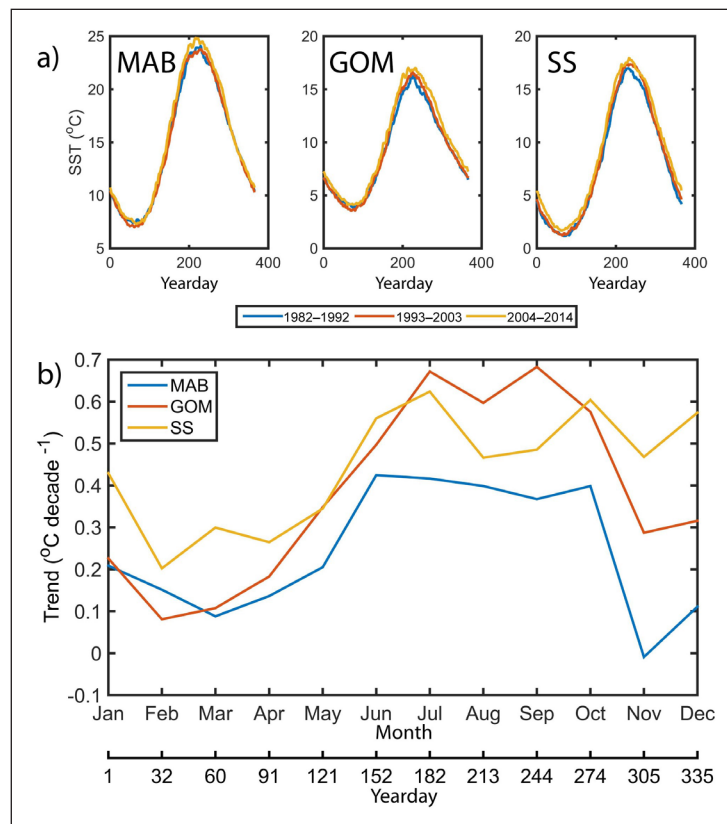 a)
MAB
GOM
SS
SST (°C)
25
20
15
10
5
0 200 400
Yearday
20
15
10
5
0
0 200 400
Yearday
20
15
10
5
0
0 200 400
Yearday
1982–1992 1993–2003 2004–2014
b)
MAB
GOM
SS
Trend (°C decade -1)
0.7
0.6
0.5
0.4
0.3
0.2
0.1
0
-0.1
Jan Feb Mar Apr May Jun Jul Aug Sep Oct Nov Dec
Month
1 32 60 91 121 152 182 213 244 274 305 335
Yearday